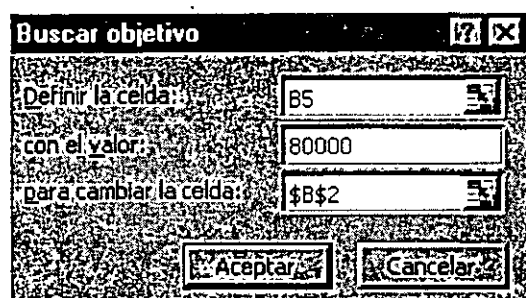 Buscar objetivo
Definir la celda: B5
con el valor: 80000
para cambiar la celda: $B$2
Aceptar Cancelar